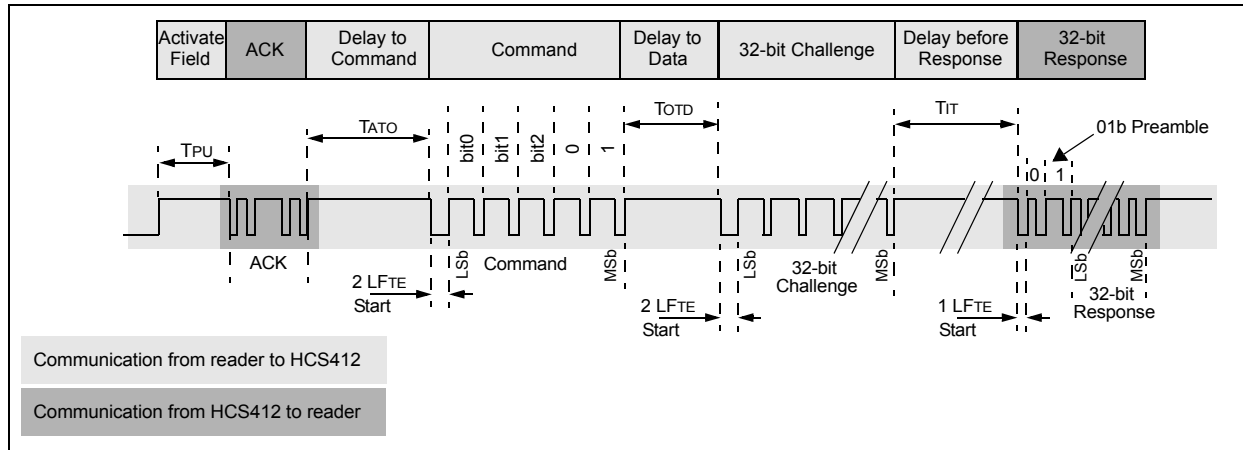 Activate Field
ACK
Delay to Command
Command
Delay to Data
32-bit Challenge
Delay before Response
32-bit Response
TPU
TATO
bit0
bit1
bit2
0
1
TOTD
TIT
01b Preamble
0
1
ACK
2 LFTE
Start
LSb
Command
MSb
2 LFTE
Start
LSb
32-bit
Challenge
MSb
1 LFTE
Start
LSb
32-bit
Response
MSb
Communication from reader to HCS412
Communication from HCS412 to reader